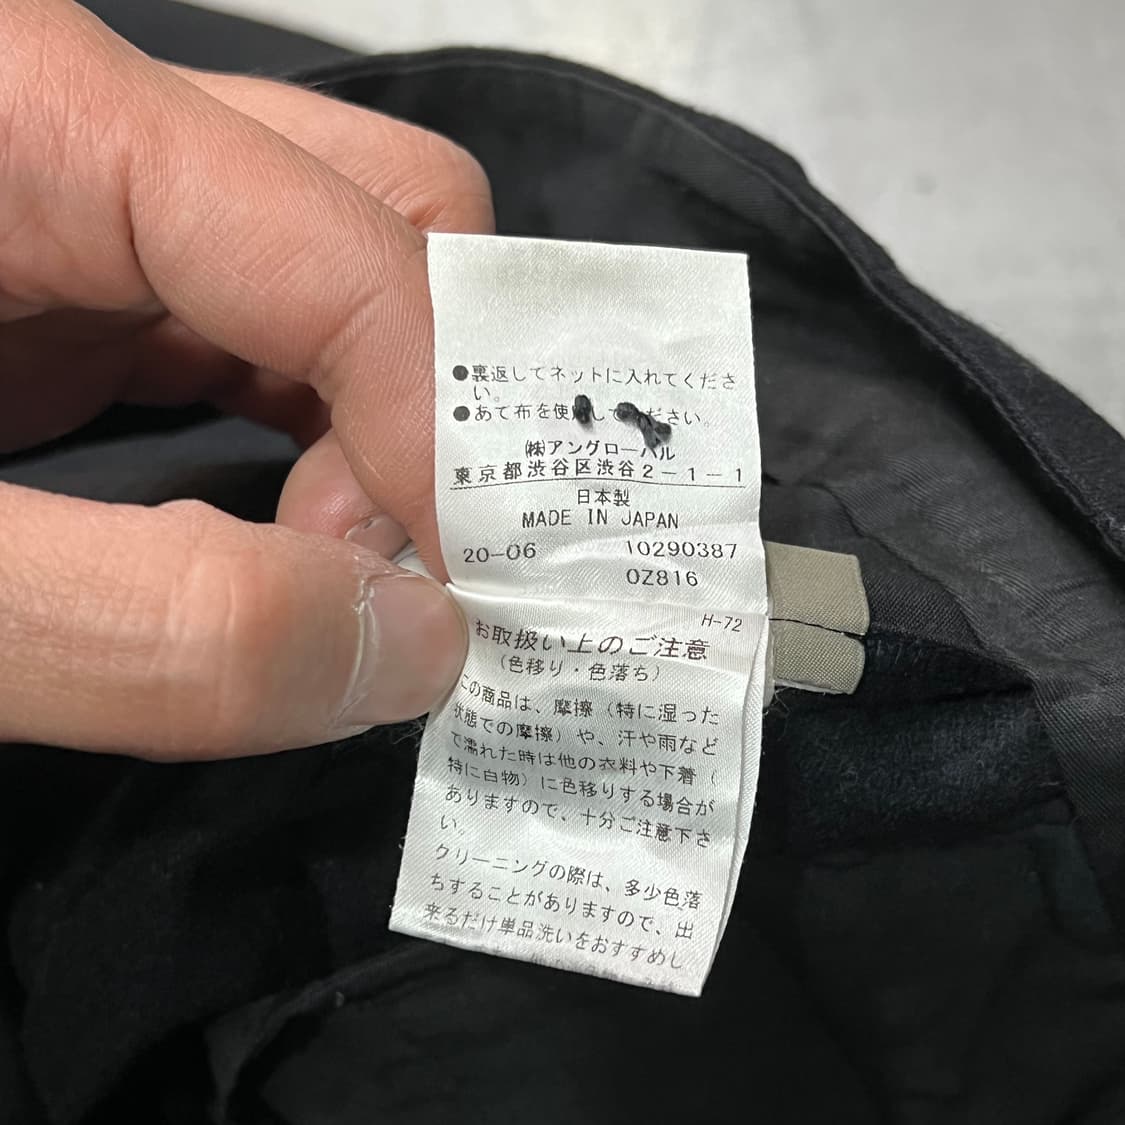 ●裏返してネットに入れてくださ
い。
●あて布を使用してください。
㈱アングローバル
東京都渋谷区渋谷2-1-1
日本製
MADE IN JAPAN
20-06 10290387
0Z816
H-72
お取扱い上のご注意
(色移り・色落ち)
この商品は、摩擦(特に湿った
状態での摩擦)や、汗や雨など
で濡れた時は他の衣料や下着(
特に白物)に色移りする場合が
ありますので、十分ご注意下さ
い。
クリーニングの際は、多少色落
ちすることがありますので、出
来るだけ単品洗いをおすすめし